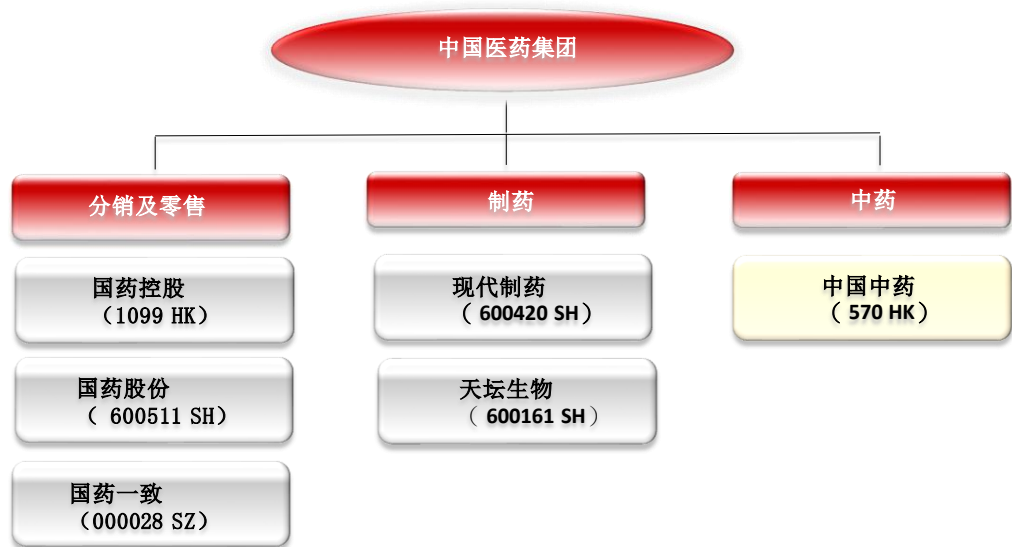 中国医药集团
分销及零售
制药
中药
国药控股
（1099 HK）
现代制药
（ 600420 SH）
中国中药
（ 570 HK）
国药股份
（ 600511 SH）
天坛生物
（ 600161 SH）
国药一致
(000028 SZ)